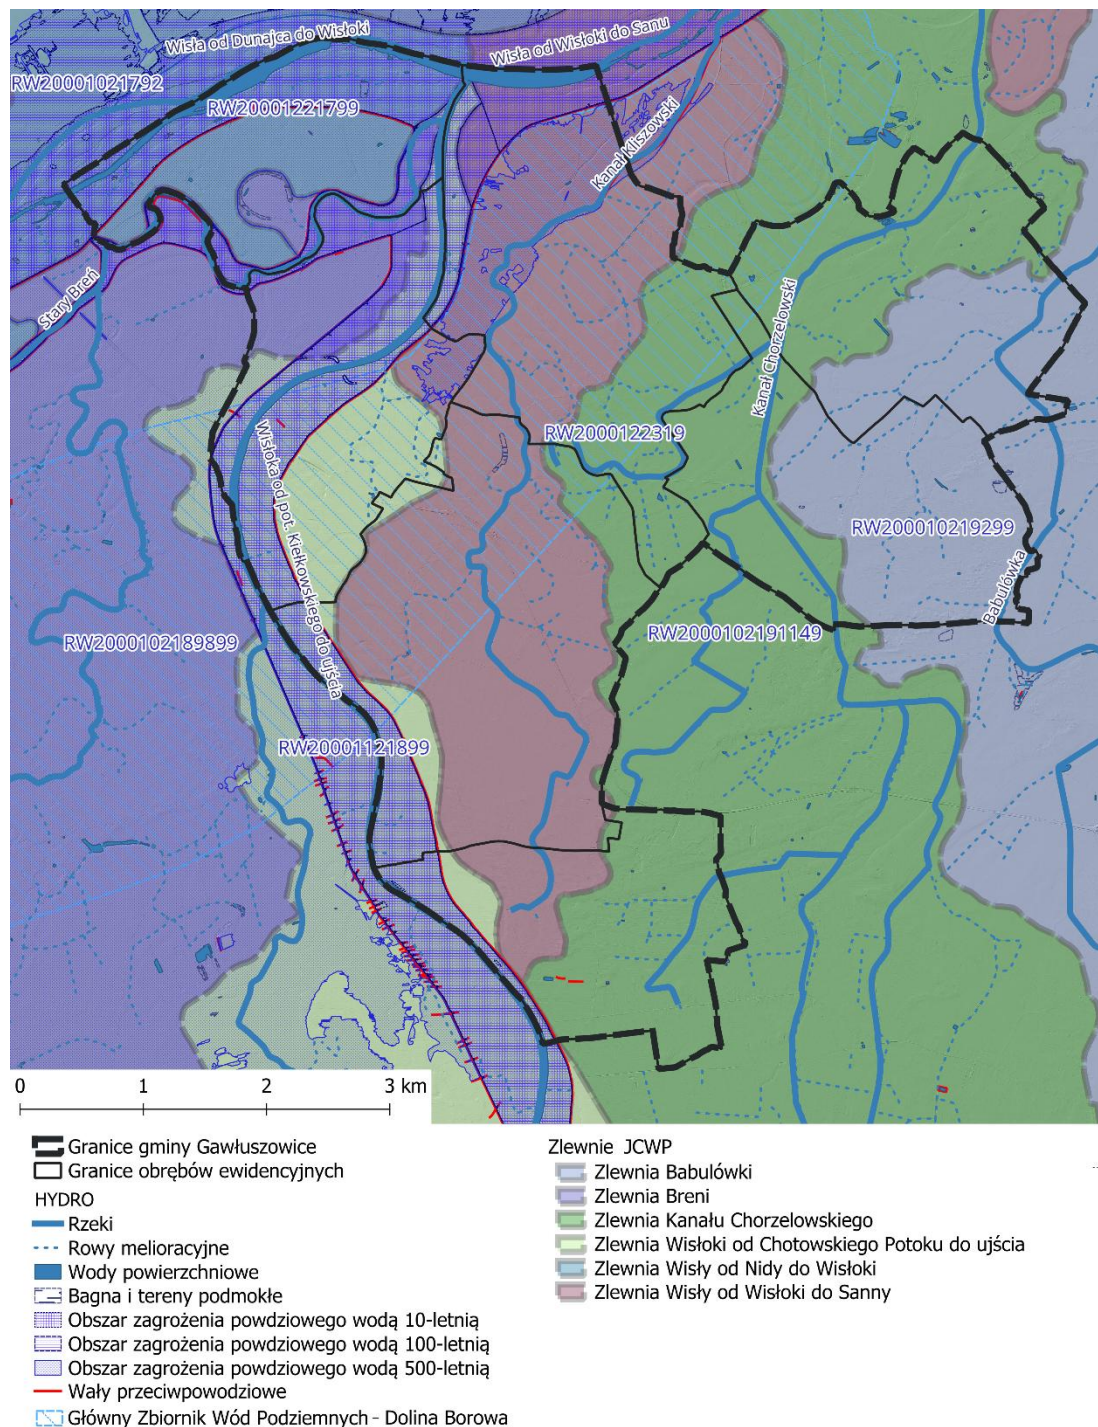 Wisła od Dunajca do Wisłoki
Wisła od Wisłoki do Sanu
RW20001021792
RW20001221799
Kanał Kliszowski
Stary Breń
Kanał Chorzelowski
RW2000122319
Wisłoka od pot. Kiełkowskiego do ujścia
RW200010219299
Babulówka
RW2000102189899
RW2000102191149
RW20001121899
0 1 2 3 km
Granice gminy Gawłuszowice
Granice obrębów ewidencyjnych
HYDRO
Rzeki
Rowy melioracyjne
Wody powierzchniowe
Bagna i tereny podmokłe
Obszar zagrożenia powdziowego wodą 10-letnią
Obszar zagrożenia powdziowego wodą 100-letnią
Obszar zagrożenia powdziowego wodą 500-letnią
Wały przeciwpowodziowe
Główny Zbiornik Wód Podziemnych - Dolina Borowa
Zlewnie JCWP
Zlewnia Babulówki
Zlewnia Breni
Zlewnia Kanału Chorzelowskiego
Zlewnia Wisłoki od Chotowskiego Potoku do ujścia
Zlewnia Wisły od Nidy do Wisłoki
Zlewnia Wisły od Wisłoki do Sanny